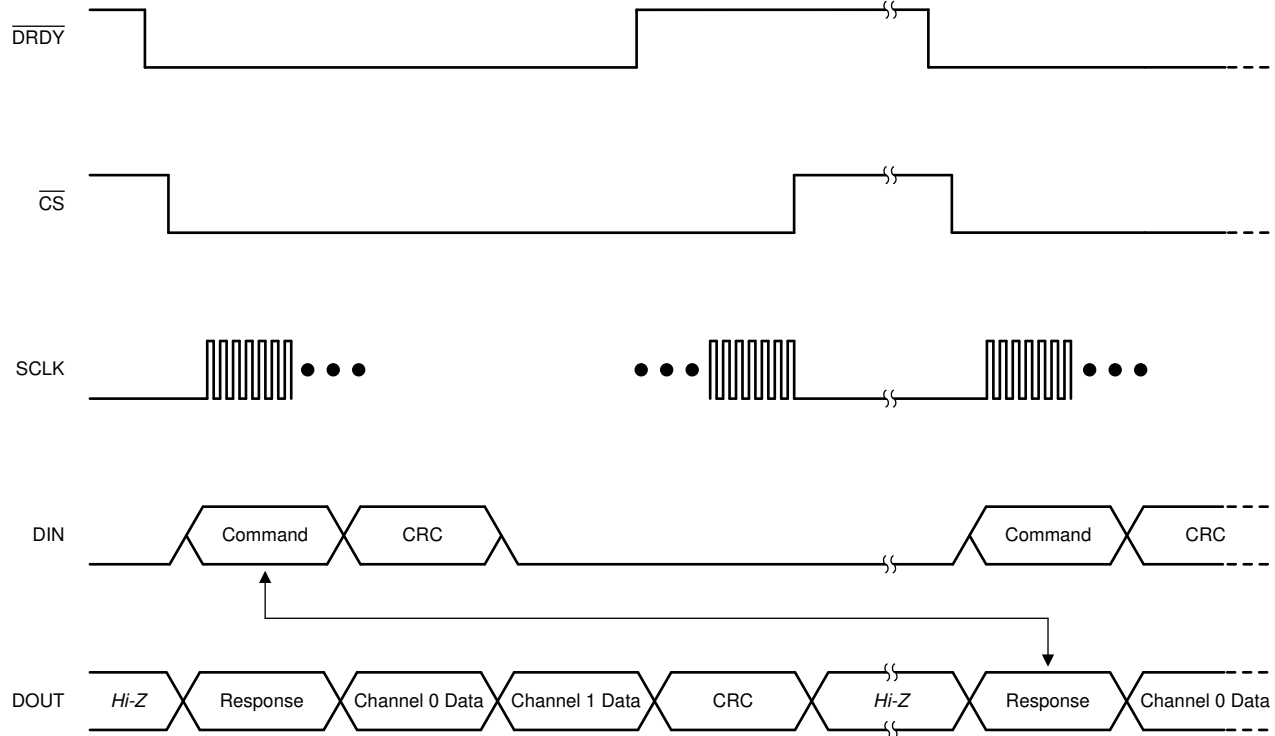 DRDY
CS
SCLK
DIN Command CRC Command CRC
DOUT Hi-Z Response Channel 0 Data Channel 1 Data CRC Hi-Z Response Channel 0 Data